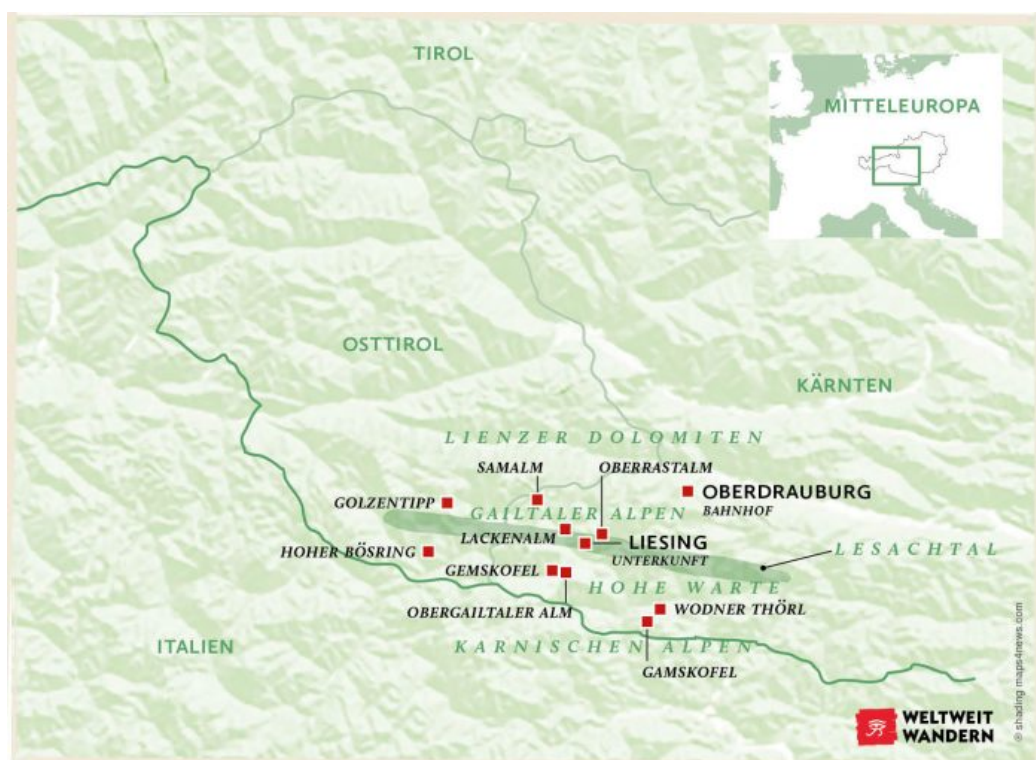 TIROL
MITTELEUROPA
OSTTIROL
KÄRNTEN
LIENZER DOLOMITEN
SAMALM
OBERRASTALM
GOLZENTIPP
OBERDRAUBURG
BAHNHOF
GAILTALER ALPEN
LACKENALM
LIESING
UNTERKUNFT
LESACHTAL
HOHER BÖSRING
GEMSKOFEL
HOHE WARTE
OBERGAILTALER ALM
WODNER THÖRL
ITALIEN
KARNISCHEN ALPEN
GAMSKOFEL
WELTWEIT
WANDERN
© shading maps4news.com